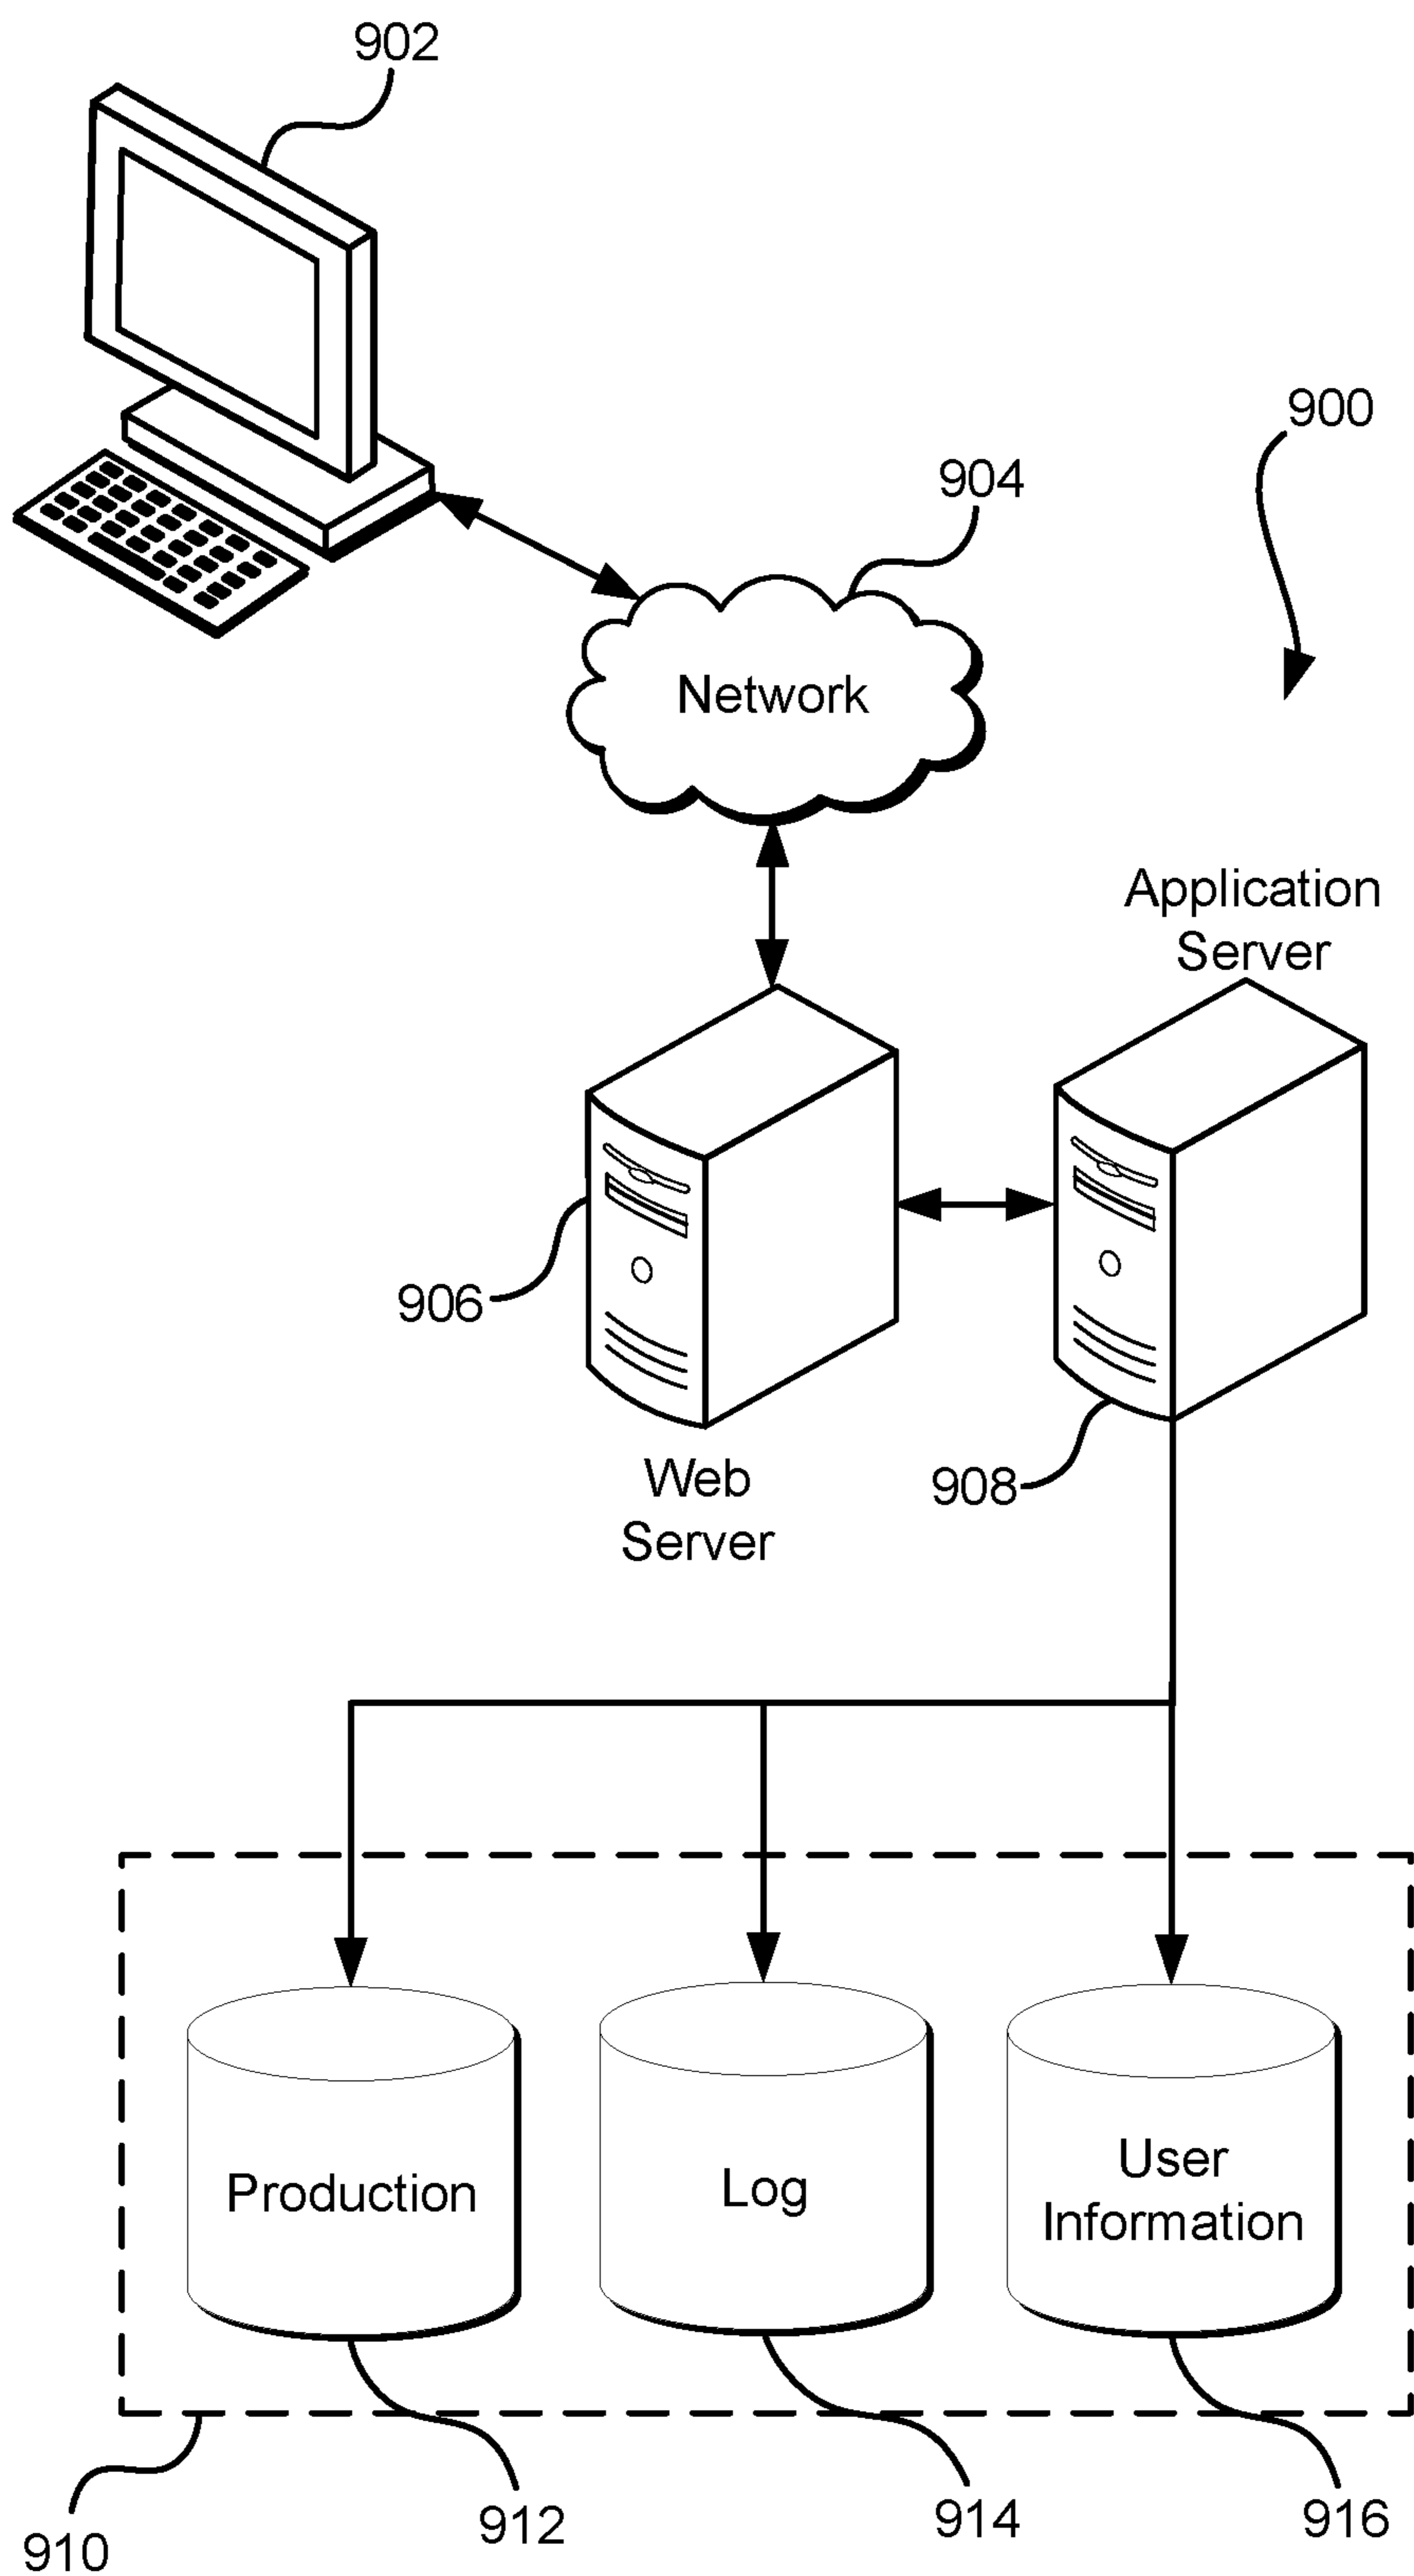 902
900
904
Network
Application
Server
906
908
Web
Server
Production
Log
User
Information
910
912
914
916